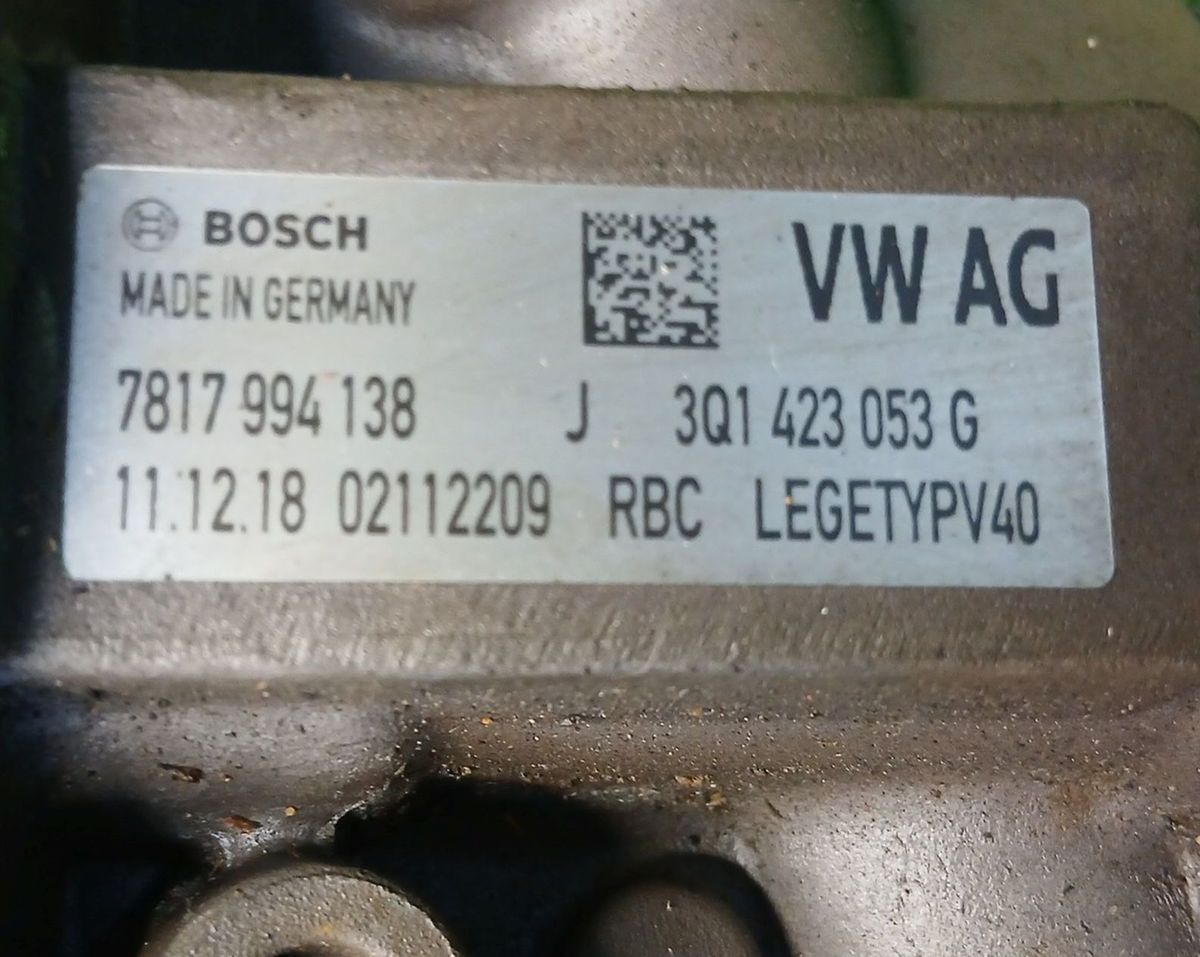 BOSCH
VW AG
MADE IN GERMANY
7817 994 138 J 3Q1 423 053 G
11.12.18 02112209 RBC LEGETYPV40